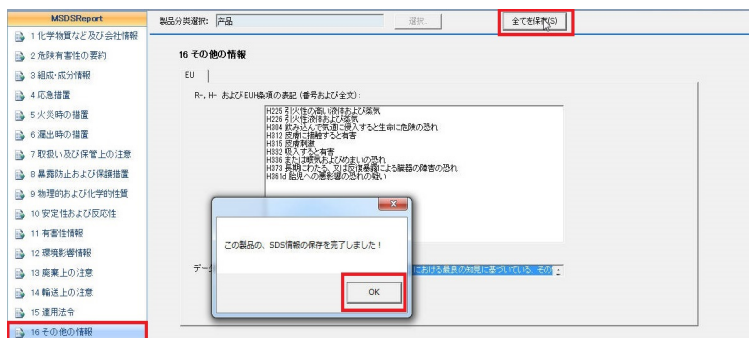 MSDSReport
製品分類選択:
产品
選択..
全てを保存(S)
1 化学物質など及び会社情報
2 危険有害性の要約
3 組成・成分情報
4 応急措置
5 火災時の措置
6 漏出時の措置
7 取扱い及び保管上の注意
8 暴露防止および保護措置
9 物理的および化学的性質
10 安定性および反応性
11 有害性情報
12 環境影響情報
13 廃棄上の注意
14 輸送上の注意
15 適用法令
16 その他の情報
16 その他の情報
EU
R-, H- およびEUH条項の表記 (番号および全文):
H225 引火性の高い液体および蒸気
H226 引火性液体および蒸気
H304 飲み込んで気道に侵入すると生命に危険の恐れ
H312 皮膚に接触すると有害
H315 皮膚刺激
H332 吸入すると有害
H336 または眠気およびめまいの恐れ
H373 長期にわたる、又は反復暴露による臓器の障害の恐れ
H361d 胎児への悪影響の恐れの疑い
この製品の、SDS情報の保存を完了しました！
OK
データ
における最良の知見に基づいている. その